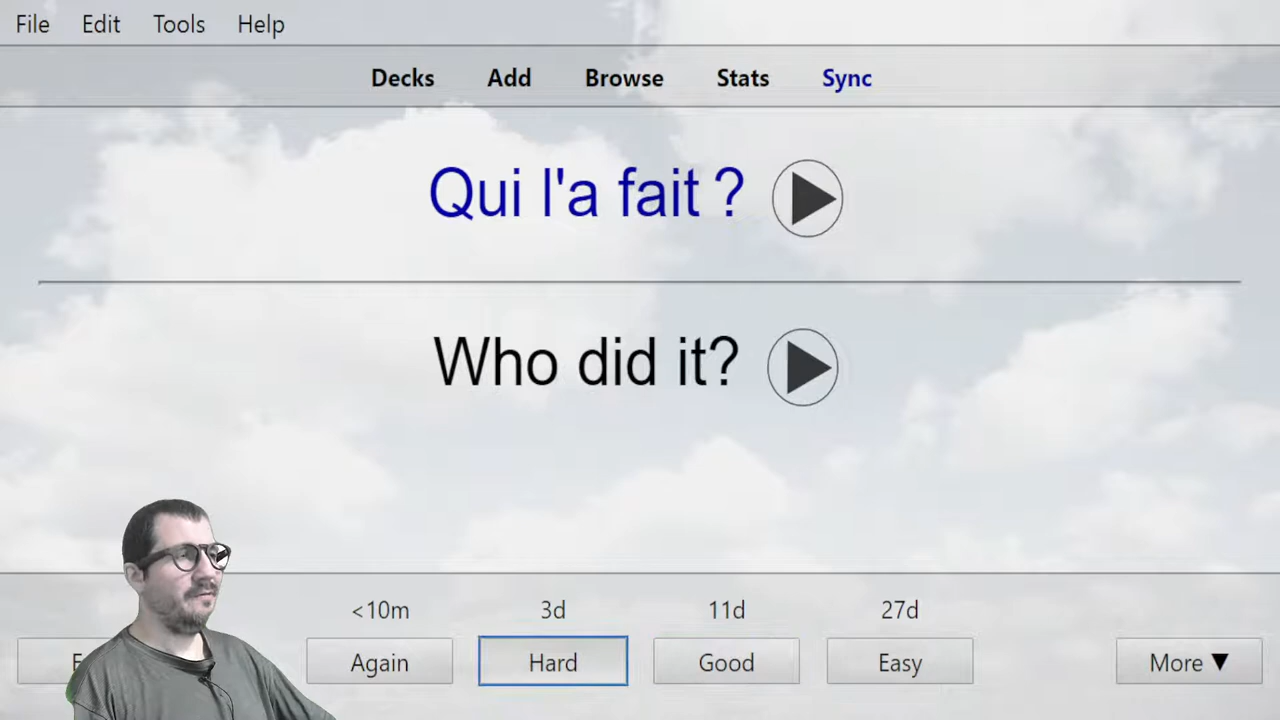 File Edit Tools Help
Decks Add Browse Stats Sync
Qui l'a fait ?
Who did it?
<10m 3d 11d 27d
Again Hard Good Easy More ▼